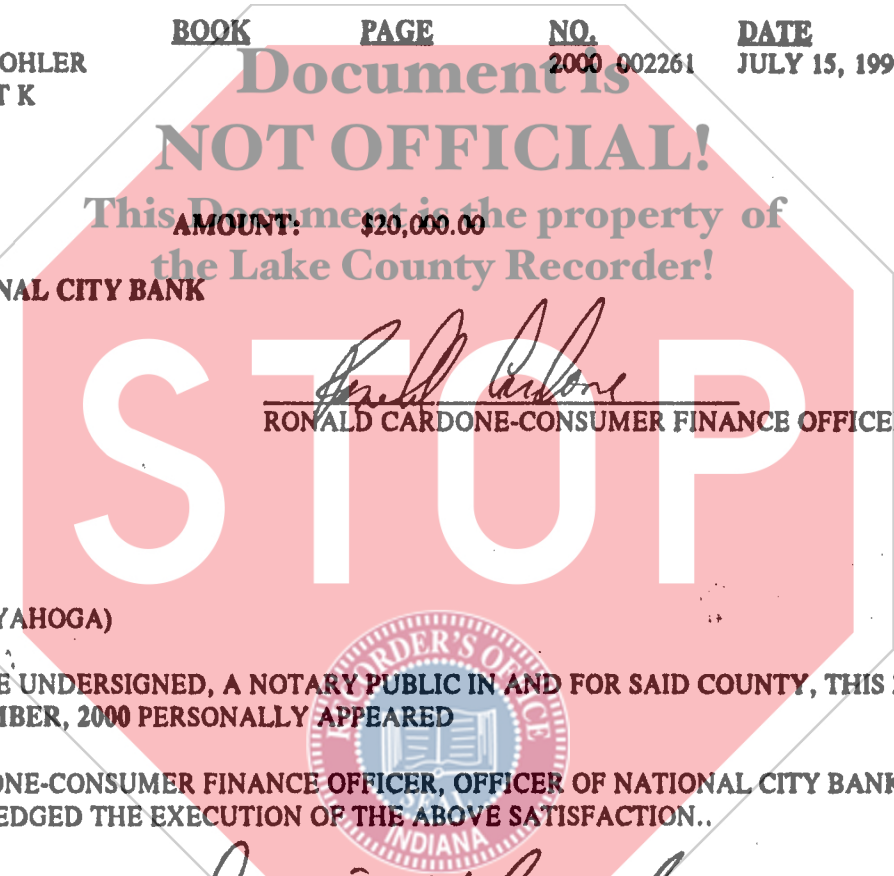 BOOK PAGE NO. DATE
OHLER 2000 002261 JULY 15, 199
T K
Document is
NOT OFFICIAL!
This Document is the property of
the Lake County Recorder!
AMOUNT: $20,000.00
NAL CITY BANK
Ronald Cardone
RONALD CARDONE-CONSUMER FINANCE OFFICE
STOP
YAHOGA)
E UNDERSIGNED, A NOTARY PUBLIC IN AND FOR SAID COUNTY, THIS
MBER, 2000 PERSONALLY APPEARED
ONE-CONSUMER FINANCE OFFICER, OFFICER OF NATIONAL CITY BANK
EDGED THE EXECUTION OF THE ABOVE SATISFACTION..
RECORDER'S OFFICE
SEAL
INDIANA